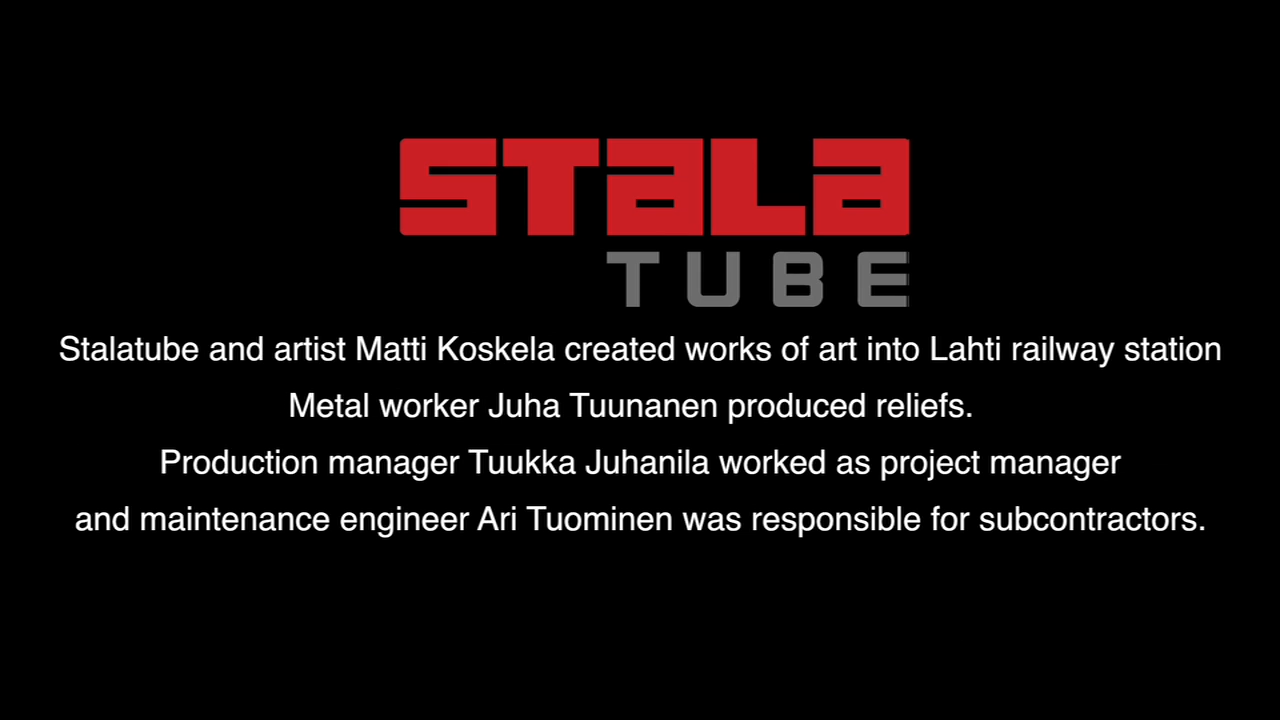 STALA
TUBE
Stalatube and artist Matti Koskela created works of art into Lahti railway station
Metal worker Juha Tuunanen produced reliefs.
Production manager Tuukka Juhanila worked as project manager
and maintenance engineer Ari Tuominen was responsible for subcontractors.